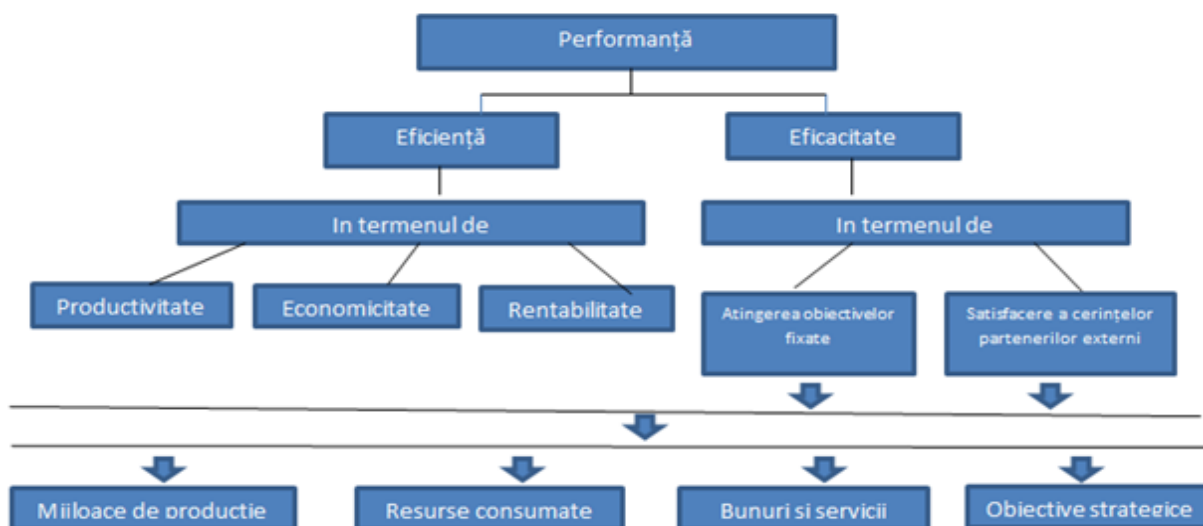 Performanță
Eficiență
Eficacitate
In termenul de
In termenul de
Productivitate
Economicitate
Rentabilitate
Atingerea obiectivelor
fixate
Satisfacere a cerințelor
partenerilor externi
Mijloace de producție
Resurse consumate
Bunuri si servicii
Obiective strategice